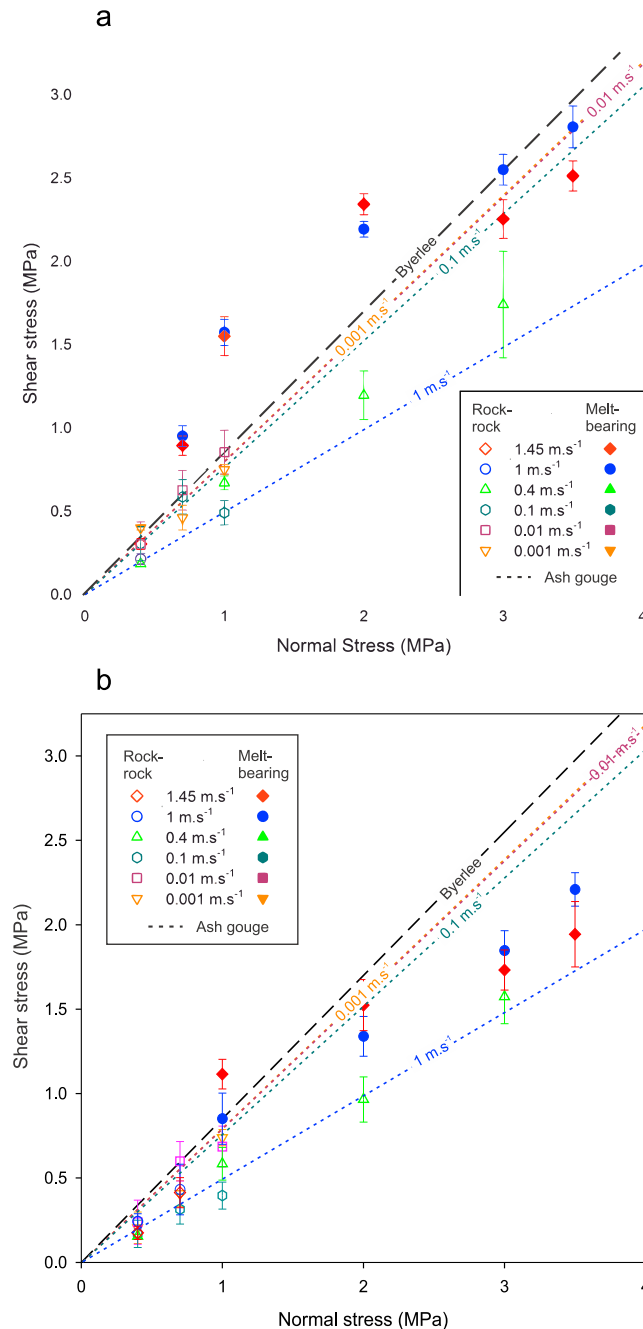 a
Shear stress (MPa)
3.0
2.5
2.0
1.5
1.0
0.5
0.0
0
1
2
3
4
Normal Stress (MPa)
Byerlee
0.01 m.s⁻¹
0.1 m.s⁻¹
0.001 m.s⁻¹
1 m.s⁻¹
Rock- Melt-
rock bearing
1.45 m.s⁻¹
1 m.s⁻¹
0.4 m.s⁻¹
0.1 m.s⁻¹
0.01 m.s⁻¹
0.001 m.s⁻¹
Ash gouge
b
Shear stress (MPa)
3.0
2.5
2.0
1.5
1.0
0.5
0.0
0
1
2
3
4
Normal stress (MPa)
Rock- Melt-
rock bearing
1.45 m.s⁻¹
1 m.s⁻¹
0.4 m.s⁻¹
0.1 m.s⁻¹
0.01 m.s⁻¹
0.001 m.s⁻¹
Ash gouge
Byerlee
0.01 m.s⁻¹
0.1 m.s⁻¹
0.001 m.s⁻¹
1 m.s⁻¹